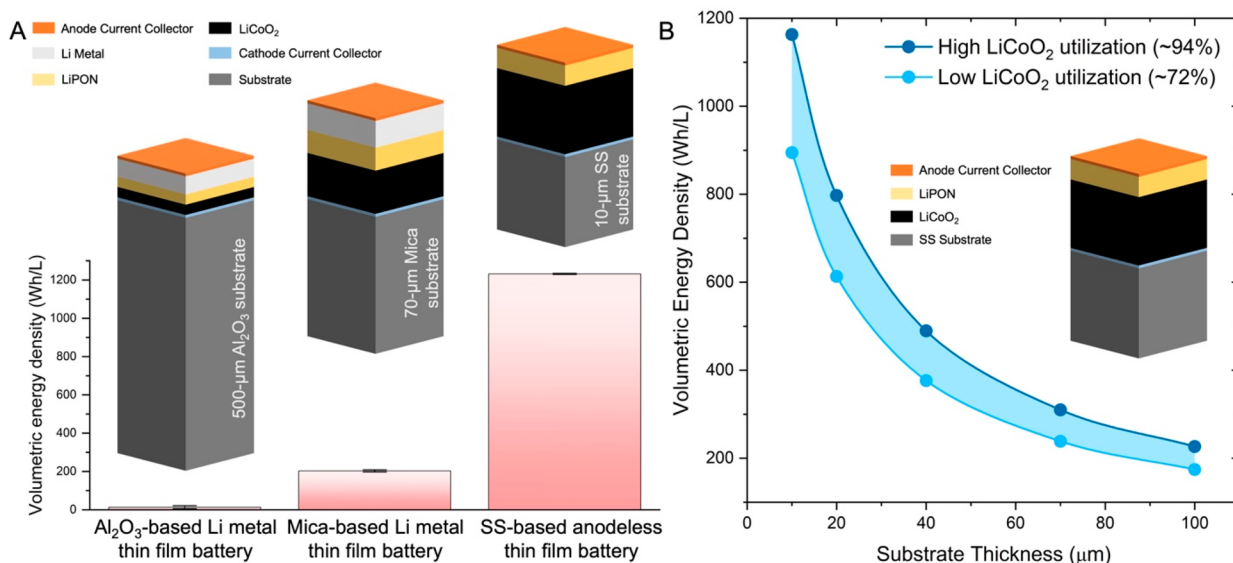 A
Anode Current Collector
Li Metal
LiPON
LiCoO₂
Cathode Current Collector
Substrate
500-μm Al₂O₃ substrate
70-μm Mica
substrate
10-μm SS
substrate
Volumetric energy density (Wh/L)
1200
1000
800
600
400
200
0
Al₂O₃-based Li metal
thin film battery
Mica-based Li metal
thin film battery
SS-based anodeless
thin film battery
B
High LiCoO₂ utilization (~94%)
Low LiCoO₂ utilization (~72%)
Anode Current Collector
LiPON
LiCoO₂
SS Substrate
Volumetric Energy Density (Wh/L)
1200
1000
800
600
400
200
0
20
40
60
80
100
Substrate Thickness (μm)